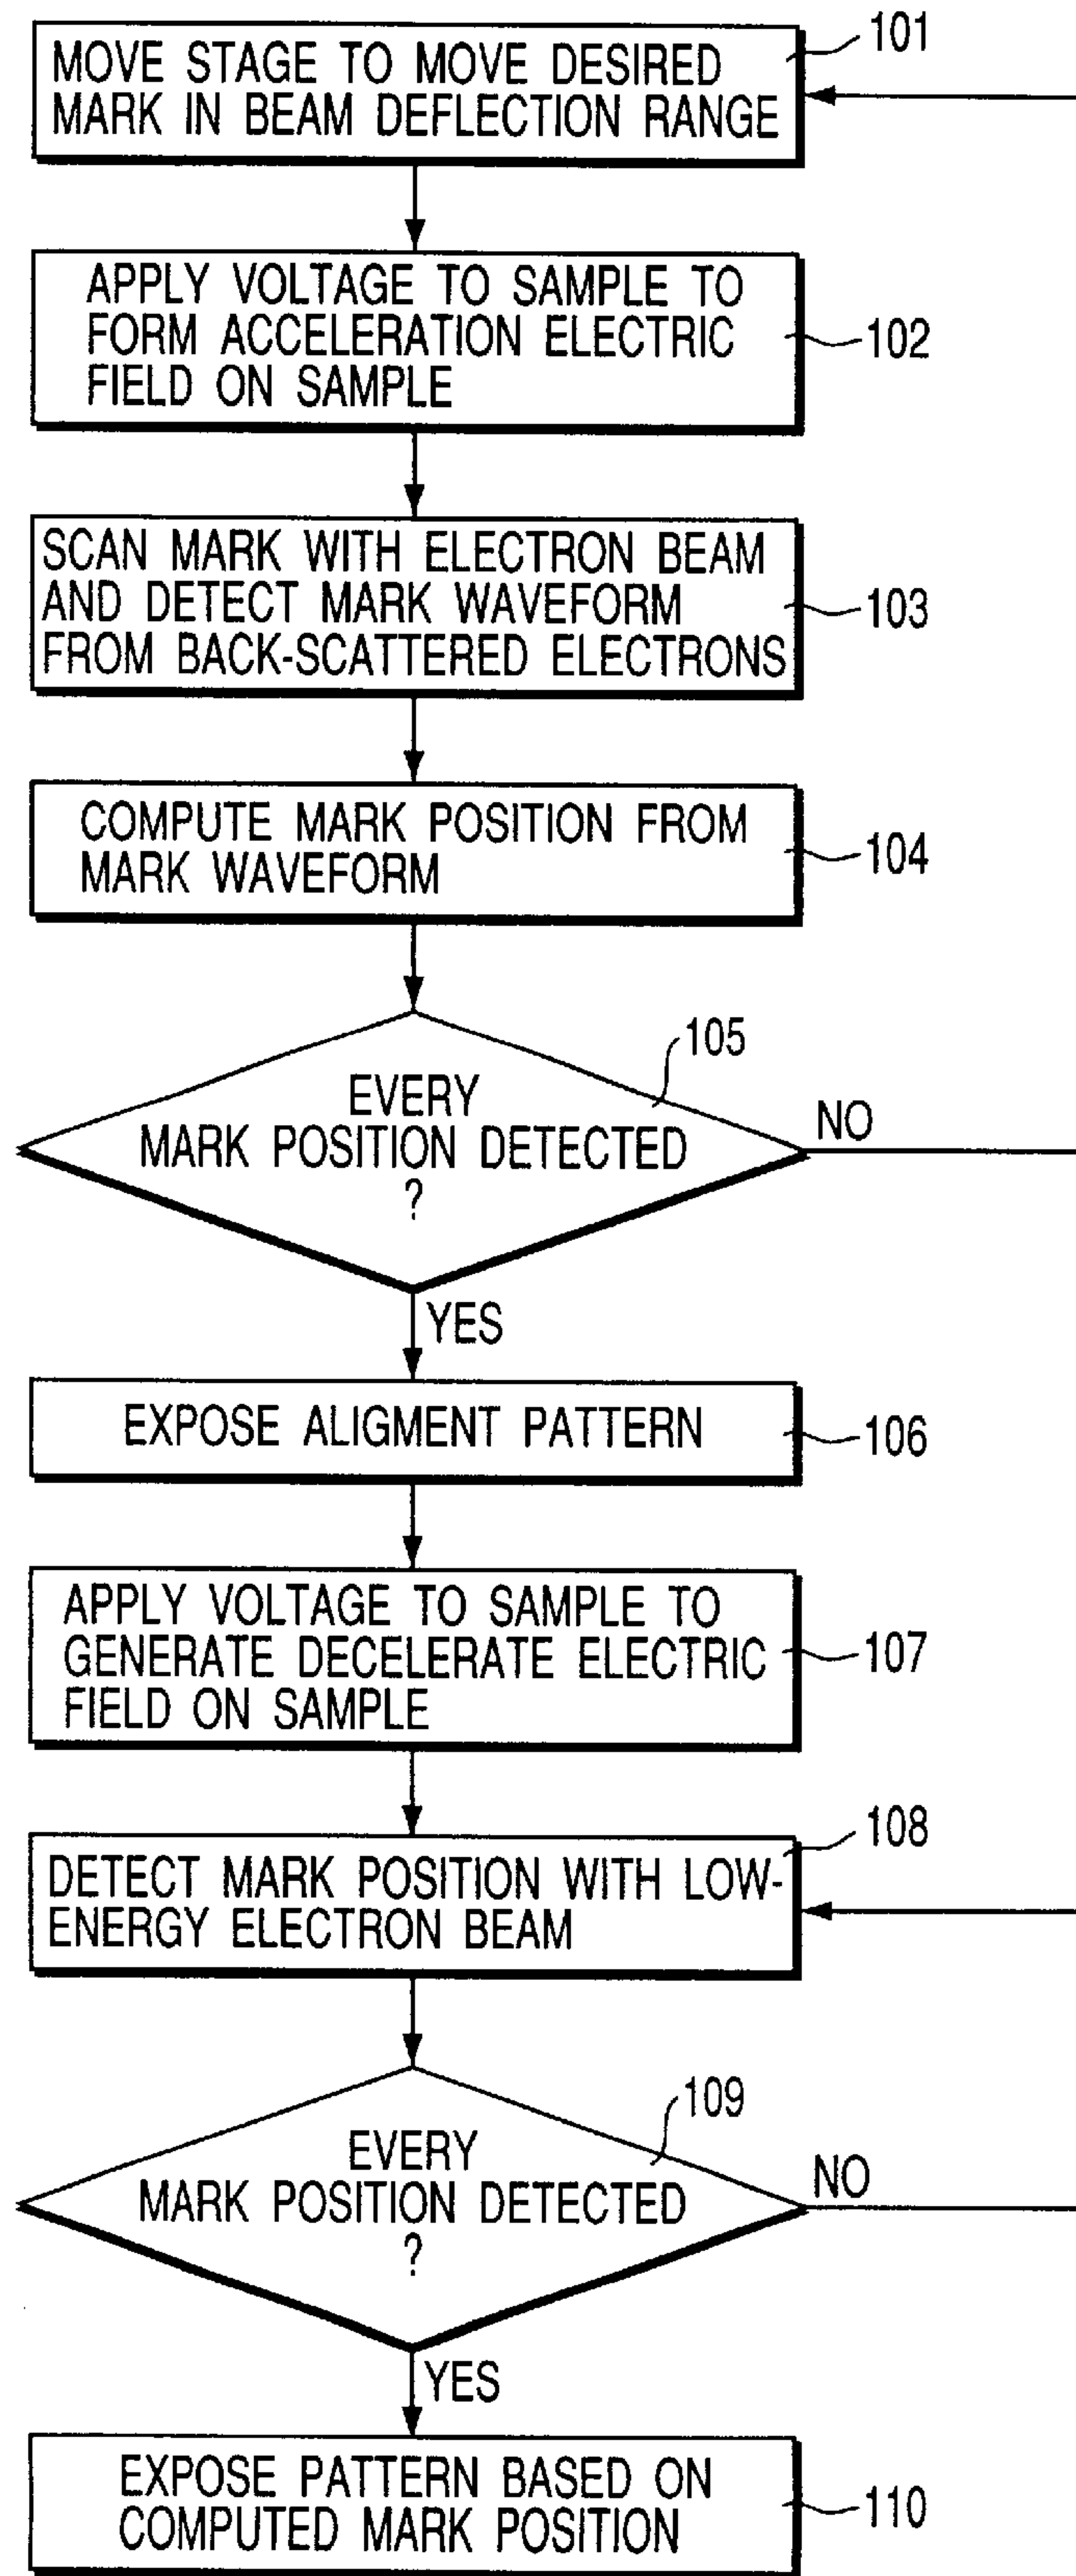 101
MOVE STAGE TO MOVE DESIRED
MARK IN BEAM DEFLECTION RANGE
APPLY VOLTAGE TO SAMPLE TO
FORM ACCELERATION ELECTRIC
FIELD ON SAMPLE
102
SCAN MARK WITH ELECTRON BEAM
AND DETECT MARK WAVEFORM
FROM BACK-SCATTERED ELECTRONS
103
COMPUTE MARK POSITION FROM
MARK WAVEFORM
104
105
EVERY
MARK POSITION DETECTED
?
NO
YES
EXPOSE ALIGMENT PATTERN
106
APPLY VOLTAGE TO SAMPLE TO
GENERATE DECELERATE ELECTRIC
FIELD ON SAMPLE
107
108
DETECT MARK POSITION WITH LOW-
ENERGY ELECTRON BEAM
109
EVERY
MARK POSITION DETECTED
?
NO
YES
EXPOSE PATTERN BASED ON
COMPUTED MARK POSITION
110